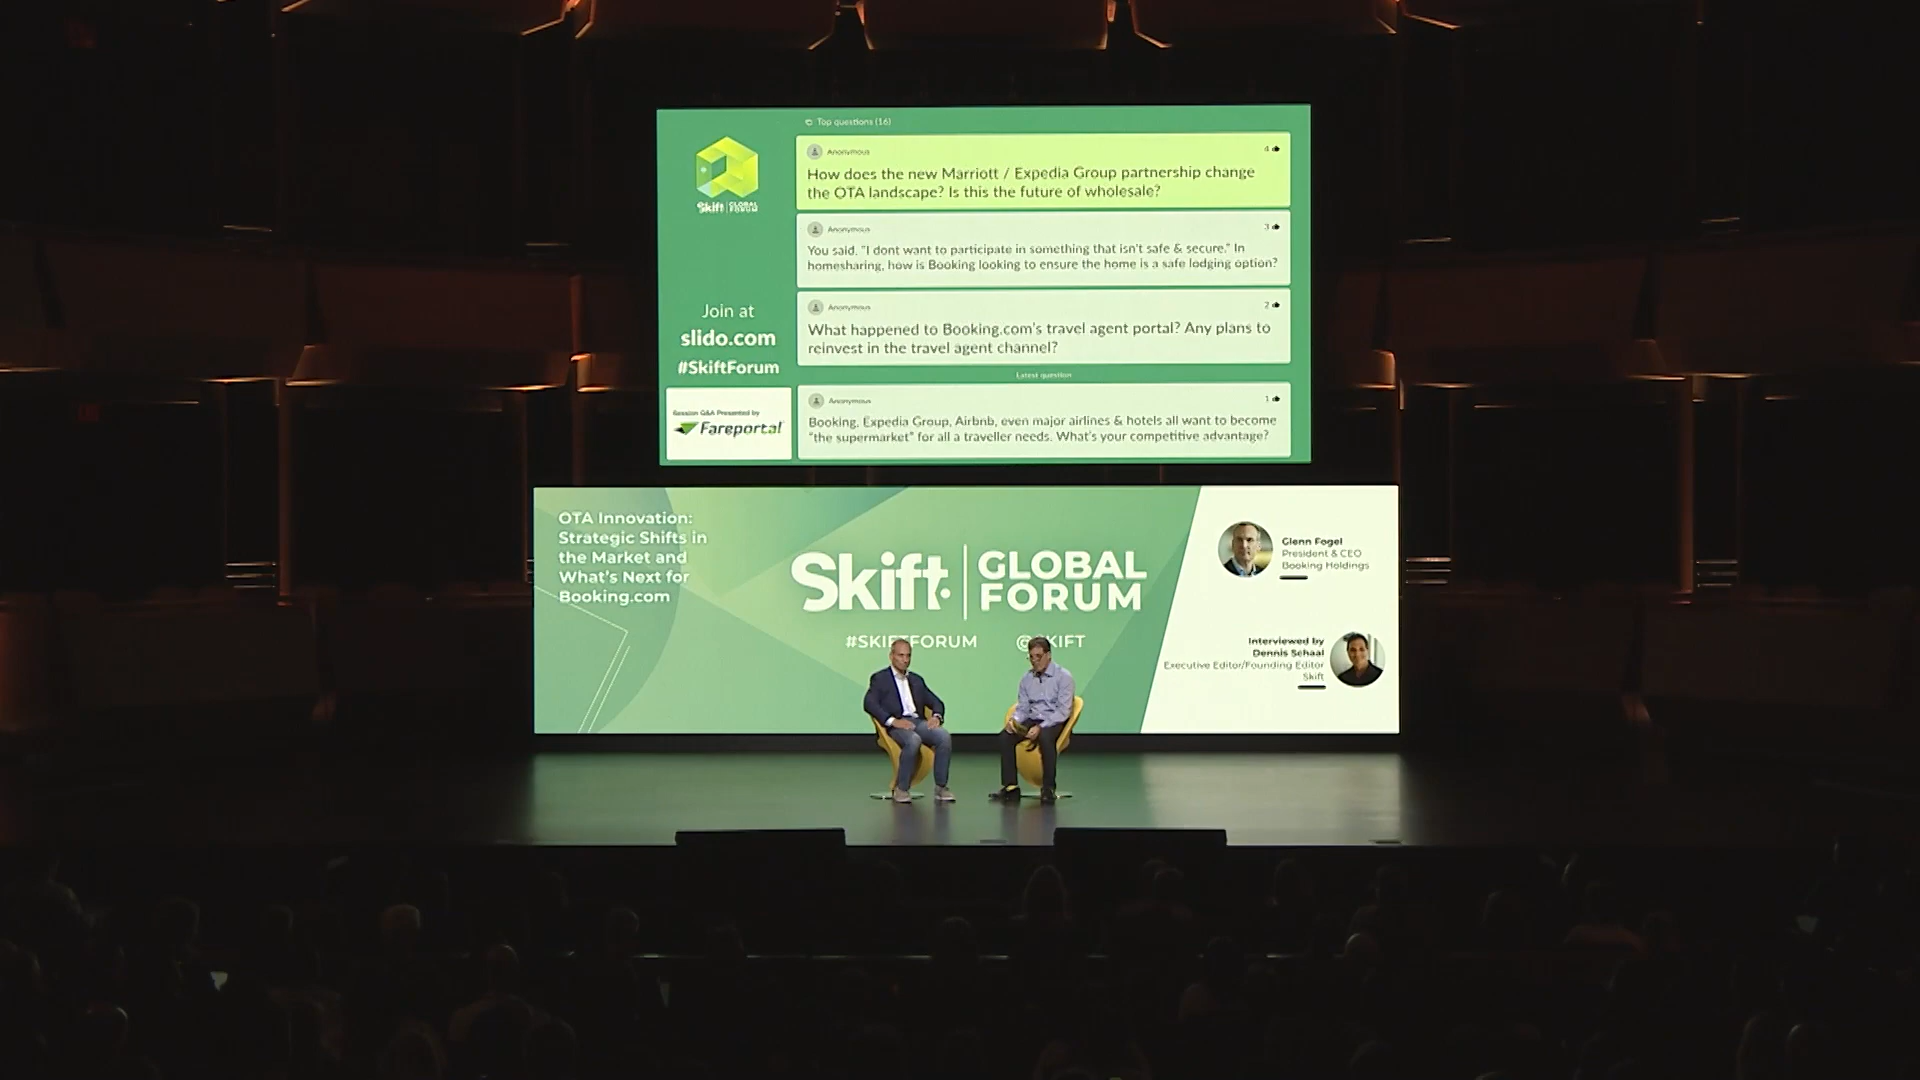 Top questions (16)
Skift GLOBAL
FORUM
Anonymous
4
How does the new Marriott / Expedia Group partnership change
the OTA landscape? Is this the future of wholesale?
Anonymous
3
You said, "I dont want to participate in something that isn't safe & secure." In
homesharing, how is Booking looking to ensure the home is a safe lodging option?
Anonymous
2
What happened to Booking.com's travel agent portal? Any plans to
reinvest in the travel agent channel?
Latest question
Anonymous
1
Booking, Expedia Group, Airbnb, even major airlines & hotels all want to become
"the supermarket" for all a traveller needs. What's your competitive advantage?
Join at
slido.com
#SkiftForum
Session Q&A Presented by
Fareportal
OTA Innovation:
Strategic Shifts in
the Market and
What's Next for
Booking.com
Skift GLOBAL
FORUM
#SKIFTFORUM @SKIFT
Glenn Fogel
President & CEO
Booking Holdings
Interviewed by
Dennis Schaal
Executive Editor/Founding Editor
Skift